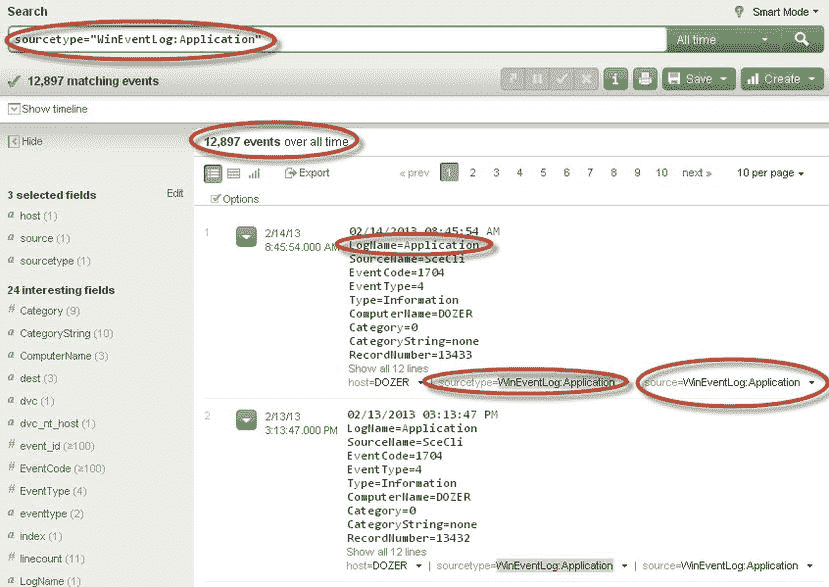 Search
Smart Mode
sourcetype="WinEventLog:Application"
All time
12,897 matching events
Save
Create
Show timeline
Hide
12,897 events over all time
Export
« prev 1 2 3 4 5 6 7 8 9 10 next » 10 per page
Options
3 selected fields Edit
a host (1)
a source (1)
a sourcetype (1)
24 interesting fields
# Category (9)
a CategoryString (10)
a ComputerName (3)
a dest (3)
a dvc (1)
a dvc_nt_host (1)
# event_id (≥100)
# EventCode (≥100)
# EventType (4)
a eventtype (2)
a index (1)
# linecount (11)
a LogName (1)
1
2/14/13
8:45:54.000 AM
02/14/2013 08:45:54 AM
LogName=Application
SourceName=SceCli
EventCode=1704
EventType=4
Type=Information
ComputerName=DOZER
Category=0
CategoryString=none
RecordNumber=13433
Show all 12 lines
host=DOZER | sourcetype=WinEventLog:Application source=WinEventLog:Application
2
2/13/13
3:13:47.000 PM
02/13/2013 03:13:47 PM
LogName=Application
SourceName=SceCli
EventCode=1704
EventType=4
Type=Information
ComputerName=DOZER
Category=0
CategoryString=none
RecordNumber=13432
Show all 12 lines
host=DOZER | sourcetype=WinEventLog:Application | source=WinEventLog:Application